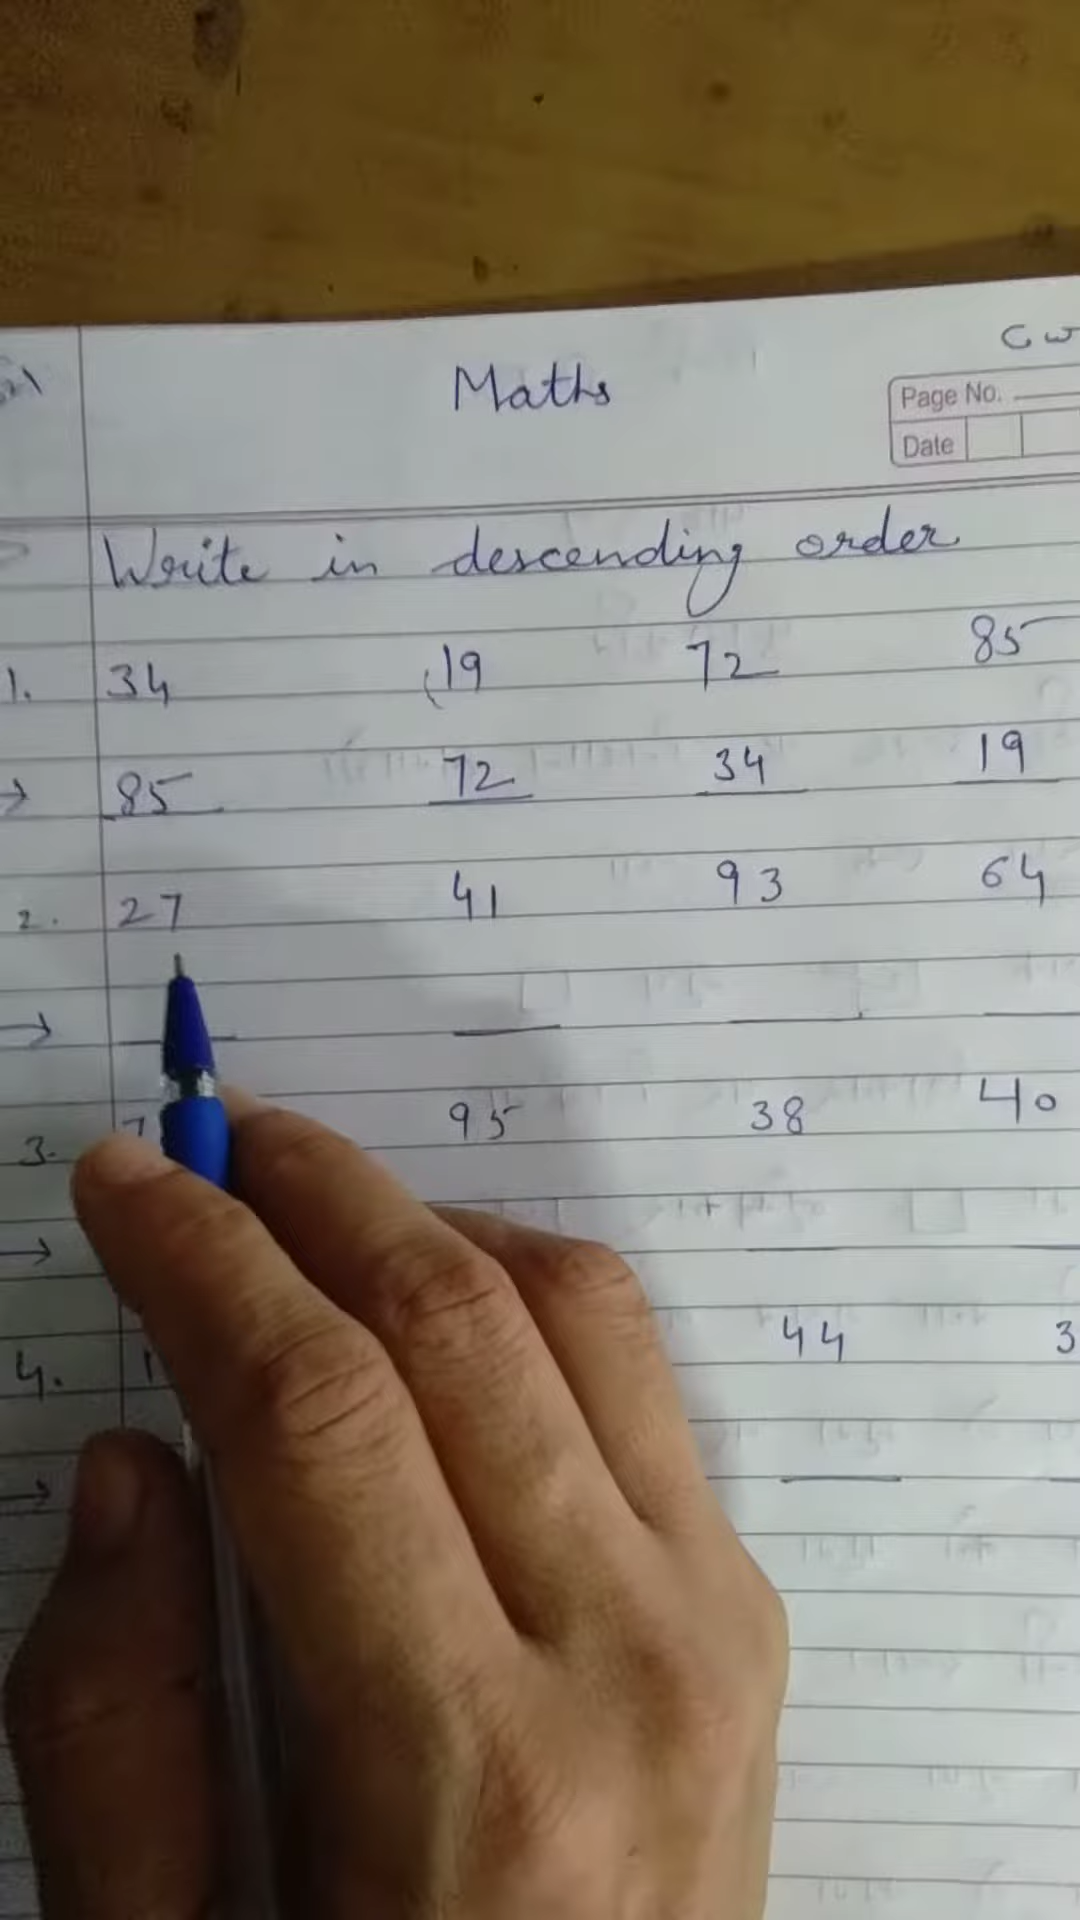 Maths
CW
Page No.
Date
Write in descending order
1. 34 19 72 85
→ 85 72 34 19
2. 27 41 93 64
→
3. 95 38 40
→
4. 44
→